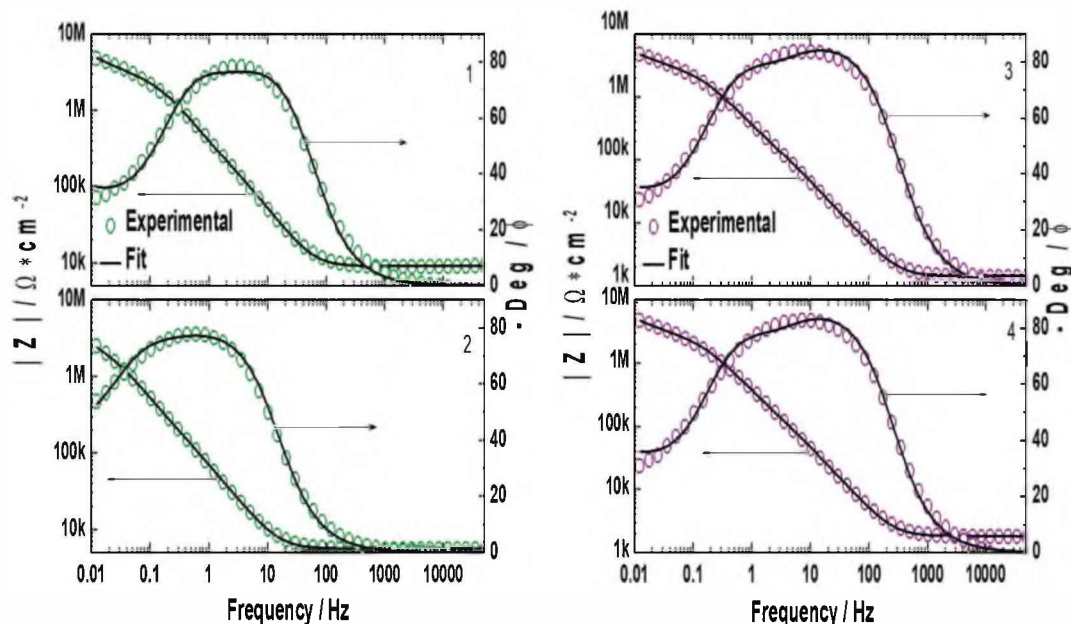 10M
1M
100k
10k
| Z | / Ω * c m -2
80
60
40
20
0
- Deg / ϕ
1
Experimental
Fit
10M
1M
100k
10k
80
60
40
20
0
2
0.01 0.1 1 10 100 1000 10000
Frequency / Hz
10M
1M
100k
10k
1k
| Z | / Ω * c m -2
80
60
40
20
0
- Deg / ϕ
3
Experimental
Fit
10M
1M
100k
10k
1k
80
60
40
20
0
4
0.01 0.1 1 10 100 1000 10000
Frequency / Hz